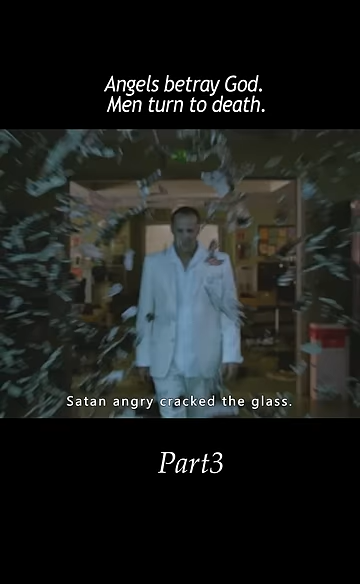 Angels betray God.
Men turn to death.
Satan angry cracked the glass.
Part3